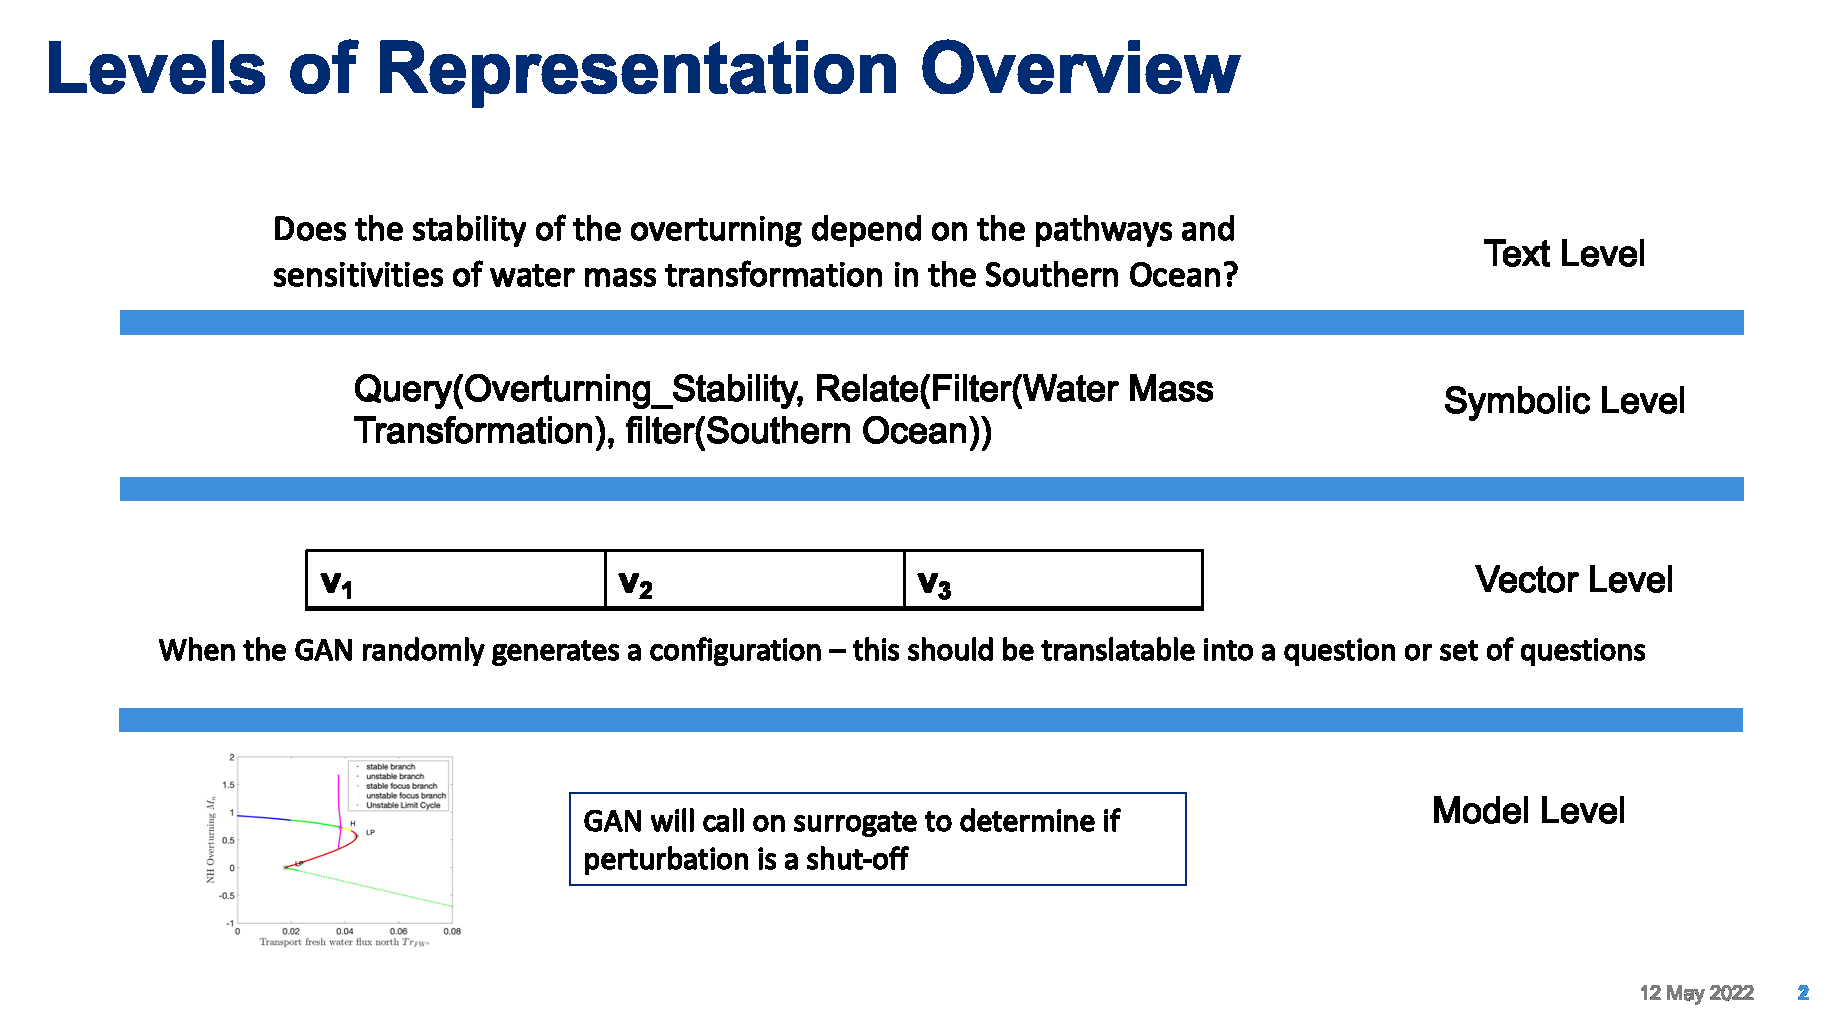 Levels of Representation Overview
Does the stability of the overturning depend on the pathways and
sensitivities of water mass transformation in the Southern Ocean?
Text Level
Query(Overturning_Stability, Relate(Filter(Water Mass
Transformation), filter(Southern Ocean))
Symbolic Level
v₁ v₂ v₃
Vector Level
When the GAN randomly generates a configuration – this should be translatable into a question or set of questions
2
1.5
1
0.5
0
-0.5
-1
0 0.02 0.04 0.06 0.08
NH Overturning Mₙ
Transport fresh water flux north
stable branch
unstable branch
stable focus branch
unstable focus branch
Unstable Limit Cycle
H
LP
LP
GAN will call on surrogate to determine if
perturbation is a shut-off
Model Level
12 May 2022 2